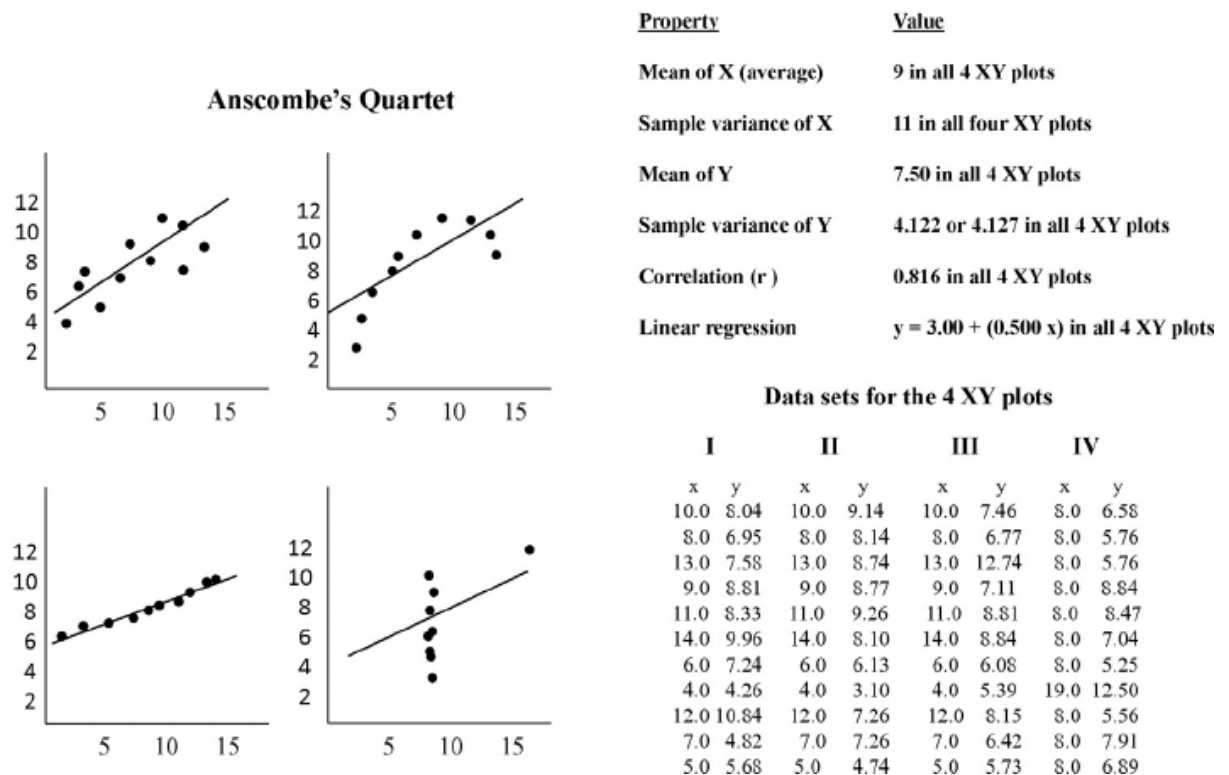 Anscombe's Quartet
12
10
8
6
4
2
5 10 15
12
10
8
6
4
2
5 10 15
12
10
8
6
4
2
5 10 15
12
10
8
6
4
2
5 10 15
Property Value
Mean of X (average) 9 in all 4 XY plots
Sample variance of X 11 in all four XY plots
Mean of Y 7.50 in all 4 XY plots
Sample variance of Y 4.122 or 4.127 in all 4 XY plots
Correlation (r ) 0.816 in all 4 XY plots
Linear regression y = 3.00 + (0.500 x) in all 4 XY plots
Data sets for the 4 XY plots
I II III IV
x y x y x y x y
10.0 8.04 10.0 9.14 10.0 7.46 8.0 6.58
8.0 6.95 8.0 8.14 8.0 6.77 8.0 5.76
13.0 7.58 13.0 8.74 13.0 12.74 8.0 5.76
9.0 8.81 9.0 8.77 9.0 7.11 8.0 8.84
11.0 8.33 11.0 9.26 11.0 8.81 8.0 8.47
14.0 9.96 14.0 8.10 14.0 8.84 8.0 7.04
6.0 7.24 6.0 6.13 6.0 6.08 8.0 5.25
4.0 4.26 4.0 3.10 4.0 5.39 19.0 12.50
12.0 10.84 12.0 7.26 12.0 8.15 8.0 5.56
7.0 4.82 7.0 7.26 7.0 6.42 8.0 7.91
5.0 5.68 5.0 4.74 5.0 5.73 8.0 6.89